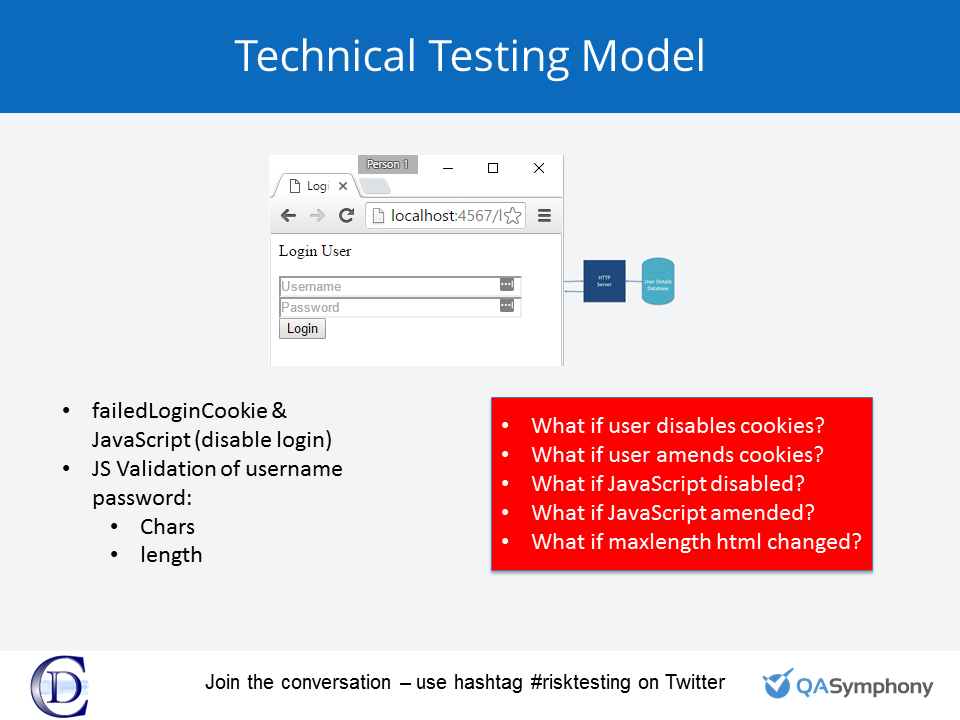 Technical Testing Model
Person 1
Logi
localhost:4567/l
Login User
Username
Password
Login
HTTP
Server
User Details
Database
• failedLoginCookie &
JavaScript (disable login)
• JS Validation of username
password:
• Chars
• length
• What if user disables cookies?
• What if user amends cookies?
• What if JavaScript disabled?
• What if JavaScript amended?
• What if maxlength html changed?
CD
Join the conversation – use hashtag #risktesting on Twitter
QASymphony